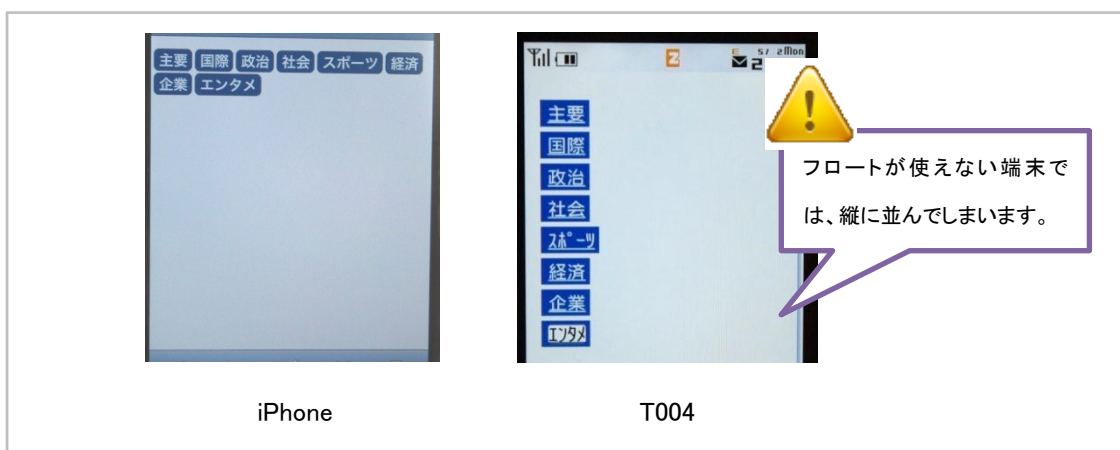 主要 国際 政治 社会 スポーツ 経済
企業 エンタメ
Z
57 2Mon
主要
国際
政治
社会
ｽﾎﾟｰﾂ
経済
企業
ｴﾝﾀﾒ
フロートが使えない端末で
は、縦に並んでしまいます。
iPhone
T004